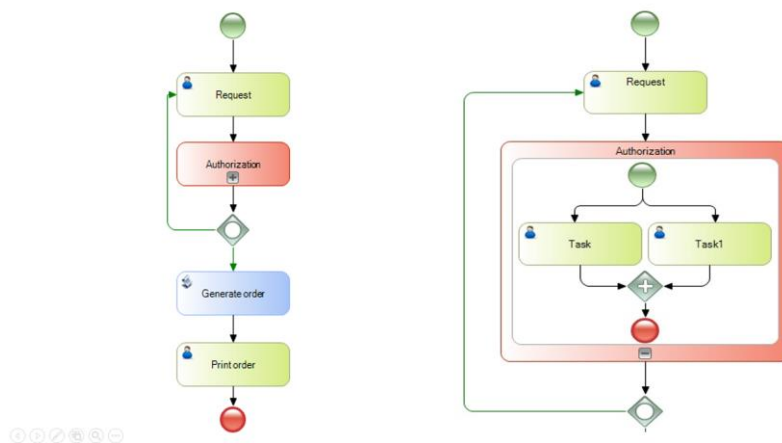 Request
Authorization
Generate order
Print order
Request
Authorization
Task
Task1